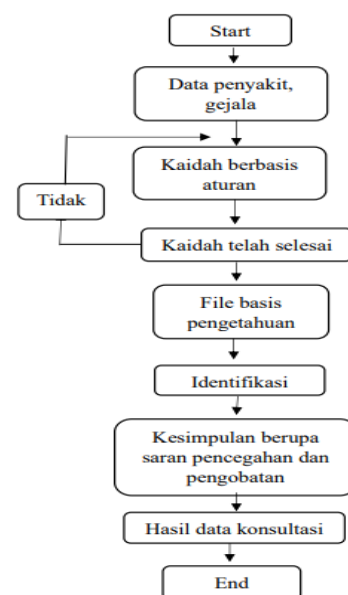 Start
Data penyakit,
gejala
Kaidah berbasis
aturan
Tidak
Kaidah telah selesai
File basis
pengetahuan
Identifikasi
Kesimpulan berupa
saran pencegahan dan
pengobatan
Hasil data konsultasi
End